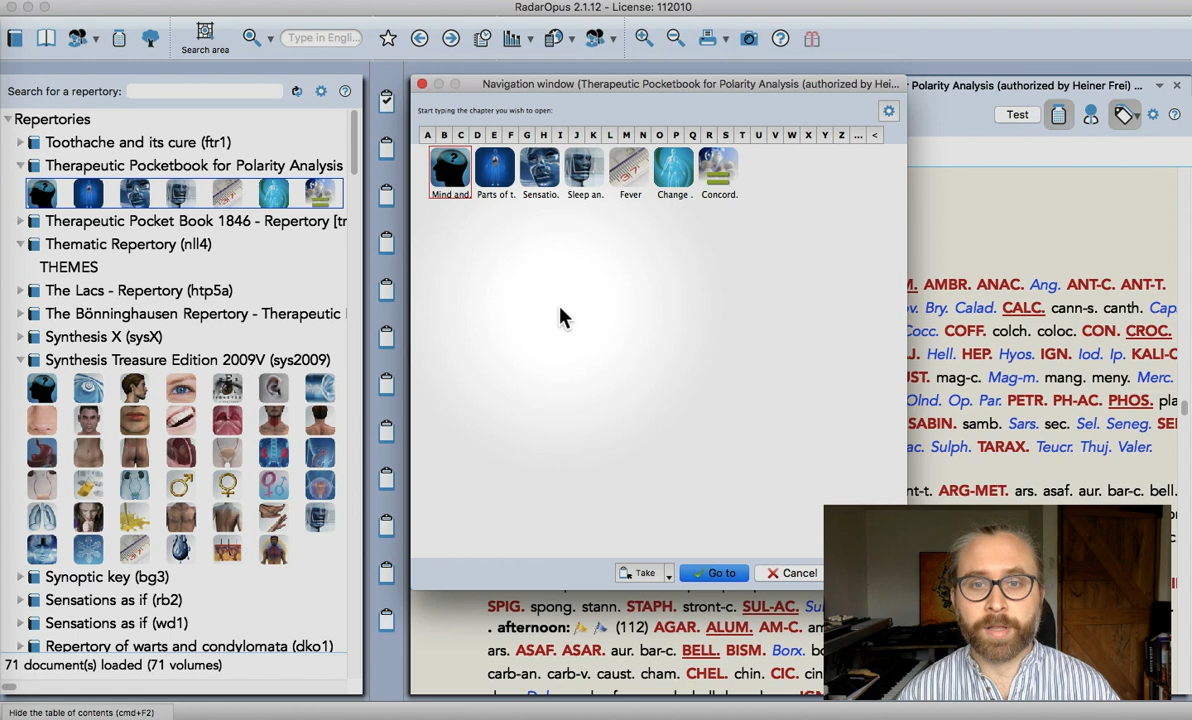 RadarOpus 2.1.12 - License: 112010
Search area
Type in Engli...
Search for a repertory:
Repertories
Toothache and its cure (ftr1)
Therapeutic Pocketbook for Polarity Analysis
Therapeutic Pocket Book 1846 - Repertory [tr
Thematic Repertory (nll4)
THEMES
The Lacs - Repertory (htp5a)
The Bönninghausen Repertory - Therapeutic
Synthesis X (sysX)
Synthesis Treasure Edition 2009V (sys2009)
Synoptic key (bg3)
Sensations as if (rb2)
Sensations as if (wd1)
Repertory of warts and condylomata (dko1)
71 document(s) loaded (71 volumes)
Hide the table of contents (cmd+F2)
Navigation window (Therapeutic Pocketbook for Polarity Analysis (authorized by Hei...
Start typing the chapter you wish to open:
A B C D E F G H I J K L M N O P Q R S T U V W X Y Z ... <
Mind and. Parts of t. Sensatio. Sleep an. Fever Change . Concord.
Take Go to Cancel
Polarity Analysis (authorized by Heiner Frei) ...
Test
AMBR. ANAC. Ang. ANT-C. ANT-T.
Bry. Calad. CALC. cann-s. canth. Cap
Cocc. COFF. colch. coloc. CON. CROC.
Hell. HEP. Hyos. IGN. Iod. Ip. KALI-C
mag-c. Mag-m. mang. meny. Merc.
Olnd. Op. Par. PETR. PH-AC. PHOS. pla
SABIN. samb. Sars. sec. Sel. Seneg. SE
Sulph. TARAX. Teucr. Thuj. Valer.
ant-t. ARG-MET. ars. asaf. aur. bar-c. bell.
SPIG. spong. stann. STAPH. stront-c. SUL-AC. Sul
. afternoon: (112) AGAR. ALUM. AM-C. am
ars. ASAF. ASAR. aur. bar-c. BELL. BISM. Borx. bo
carb-an. carb-v. caust. cham. CHEL. chin. CIC. cin